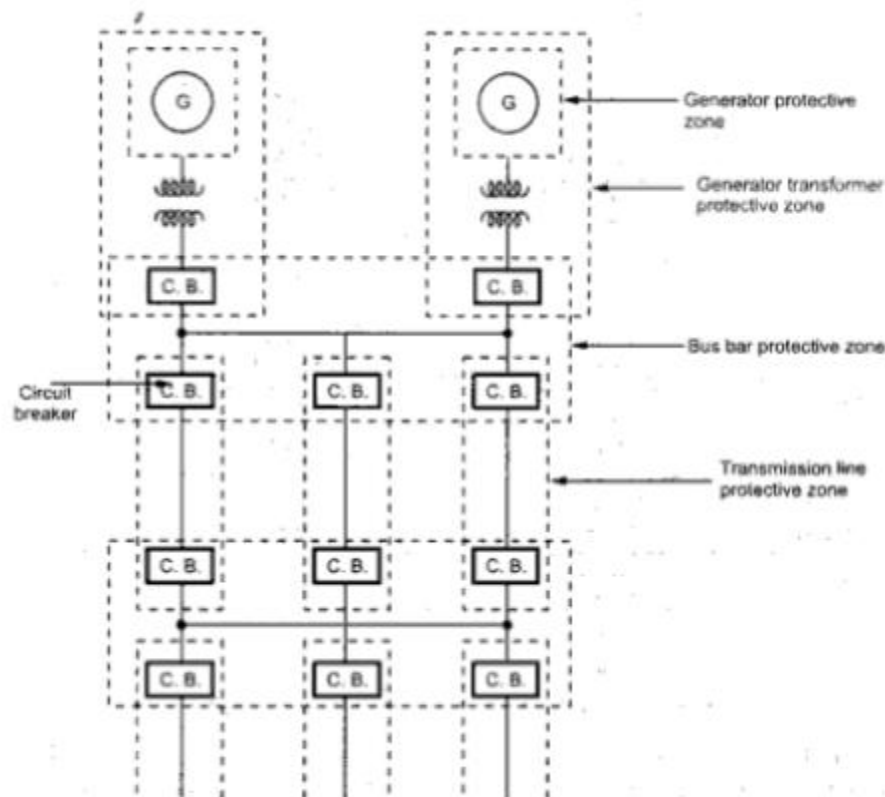 G
G
Generator protective
zone
Generator transformer
protective zone
C. B.
C. B.
Bus bar protective zone
Circuit
breaker
C. B.
C. B.
C. B.
Transmission line
protective zone
C. B.
C. B.
C. B.
C. B.
C. B.
C. B.